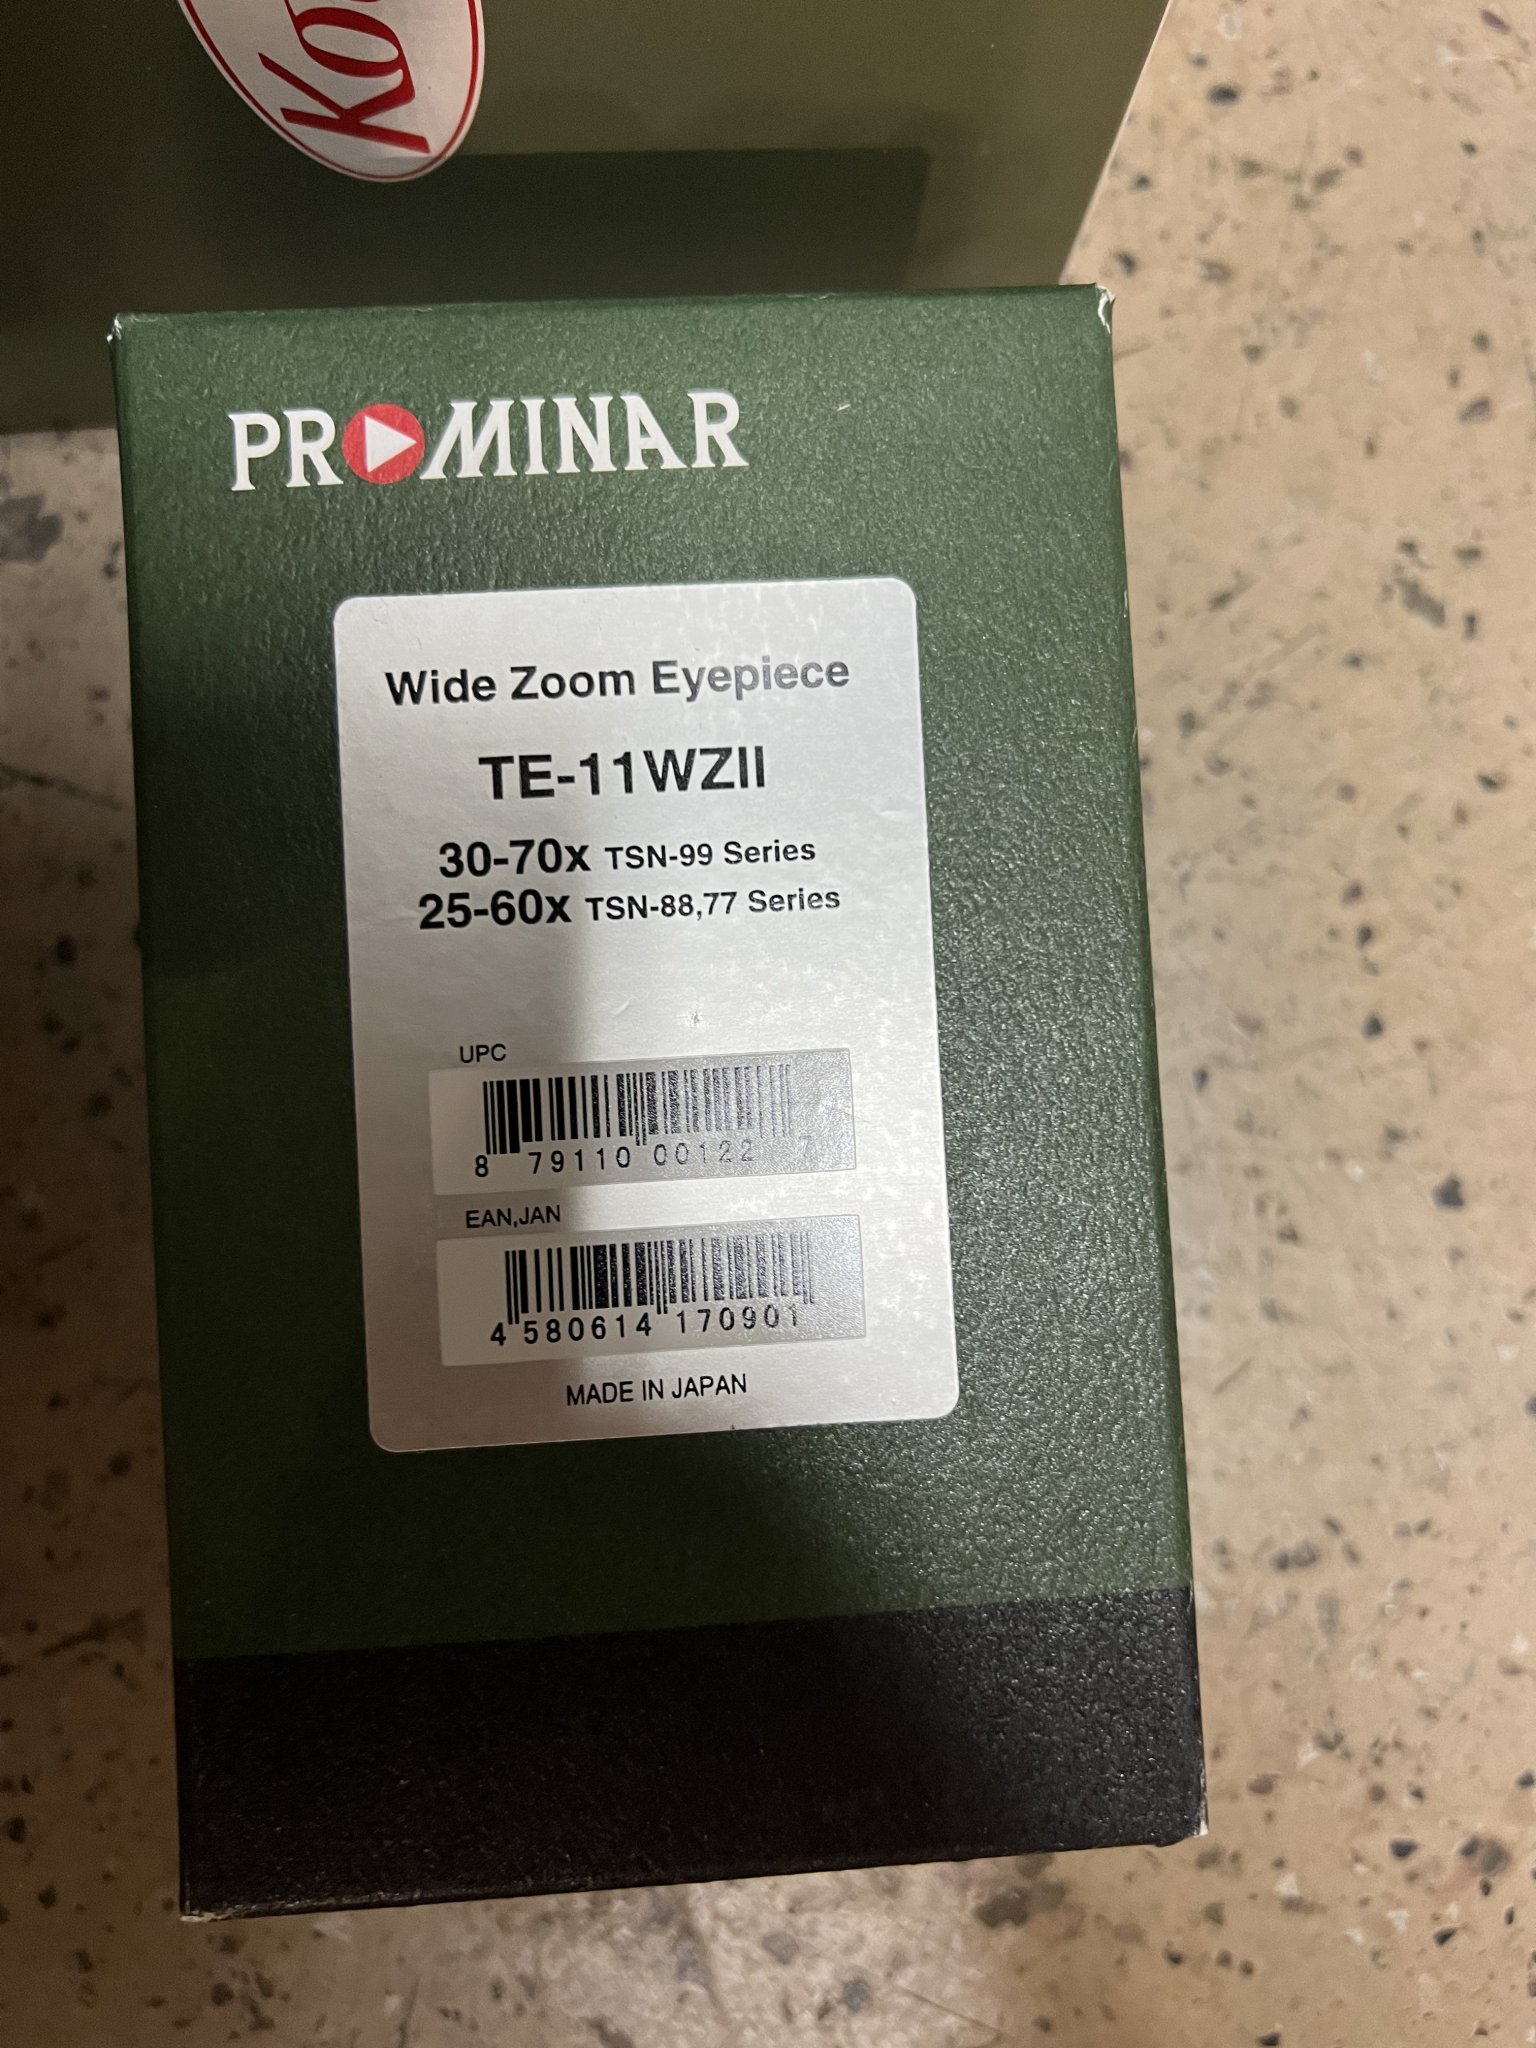 Ko
PROMINAR
Wide Zoom Eyepiece
TE-11WZII
30-70x TSN-99 Series
25-60x TSN-88,77 Series
UPC
8 79110 00122 7
EAN,JAN
4 580614 170901
MADE IN JAPAN